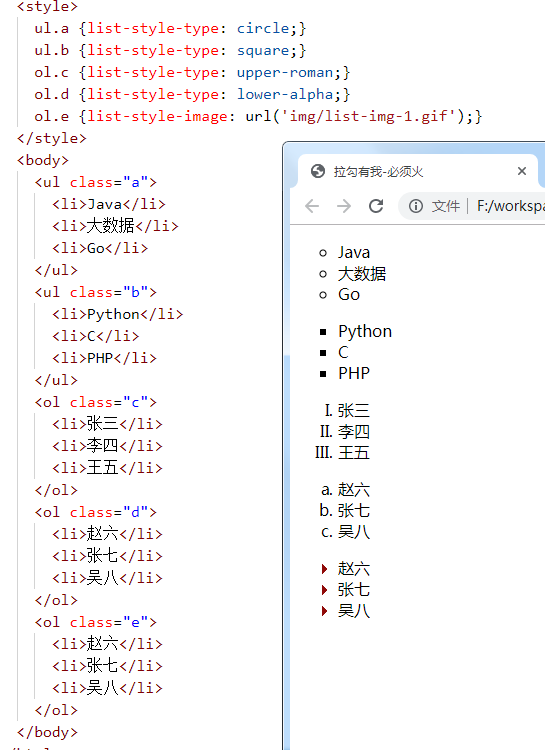 <style>
ul.a {list-style-type: circle;}
ul.b {list-style-type: square;}
ol.c {list-style-type: upper-roman;}
ol.d {list-style-type: lower-alpha;}
ol.e {list-style-image: url('img/list-img-1.gif');}
</style>
<body>
<ul class="a">
<li>Java</li>
<li>大数据</li>
<li>Go</li>
</ul>
<ul class="b">
<li>Python</li>
<li>C</li>
<li>PHP</li>
</ul>
<ol class="c">
<li>张三</li>
<li>李四</li>
<li>王五</li>
</ol>
<ol class="d">
<li>赵六</li>
<li>张七</li>
<li>吴八</li>
</ol>
<ol class="e">
<li>赵六</li>
<li>张七</li>
<li>吴八</li>
</ol>
</body>
拉勾有我-必须火
文件 F:/workspa
Java
大数据
Go
Python
C
PHP
I. 张三
II. 李四
III. 王五
a. 赵六
b. 张七
c. 吴八
赵六
张七
吴八